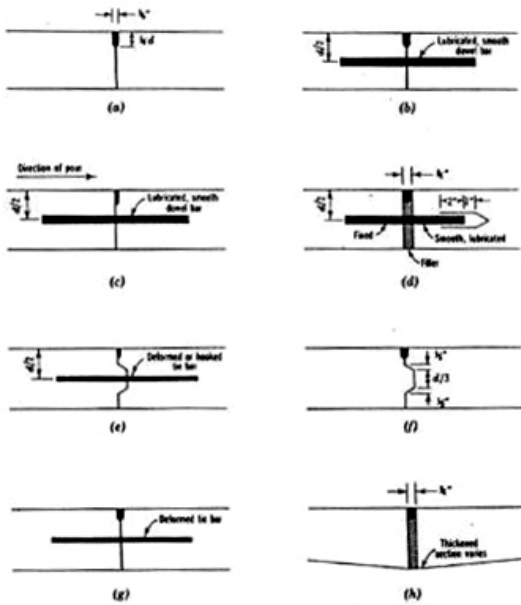 (a)
d/2
Lubricated, smooth
dowel bar
(b)
Direction of pour
d/2
Lubricated, smooth
dowel bar
(c)
d/2
Fixed
Smooth, lubricated
Filler
(d)
d/2
Deformed or hooked
tie bar
(e)
d/3
(f)
Deformed tie bar
(g)
Thickened
section varies
(h)